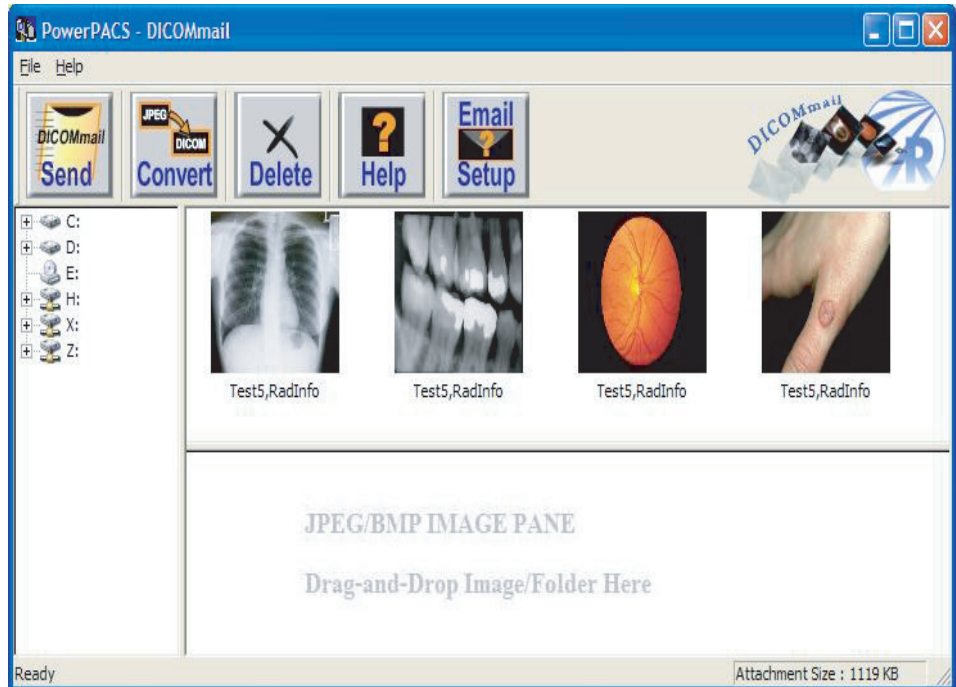 PowerPACS - DICOMmail
File Help
DICOMmail
Send
JPEG
DICOM
Convert
Delete
?
Help
Email
?
Setup
DICOMmail
R
C:
D:
E:
H:
X:
Z:
Test5,RadInfo
Test5,RadInfo
Test5,RadInfo
Test5,RadInfo
JPEG/BMP IMAGE PANE
Drag-and-Drop Image/Folder Here
Ready
Attachment Size : 1119 KB